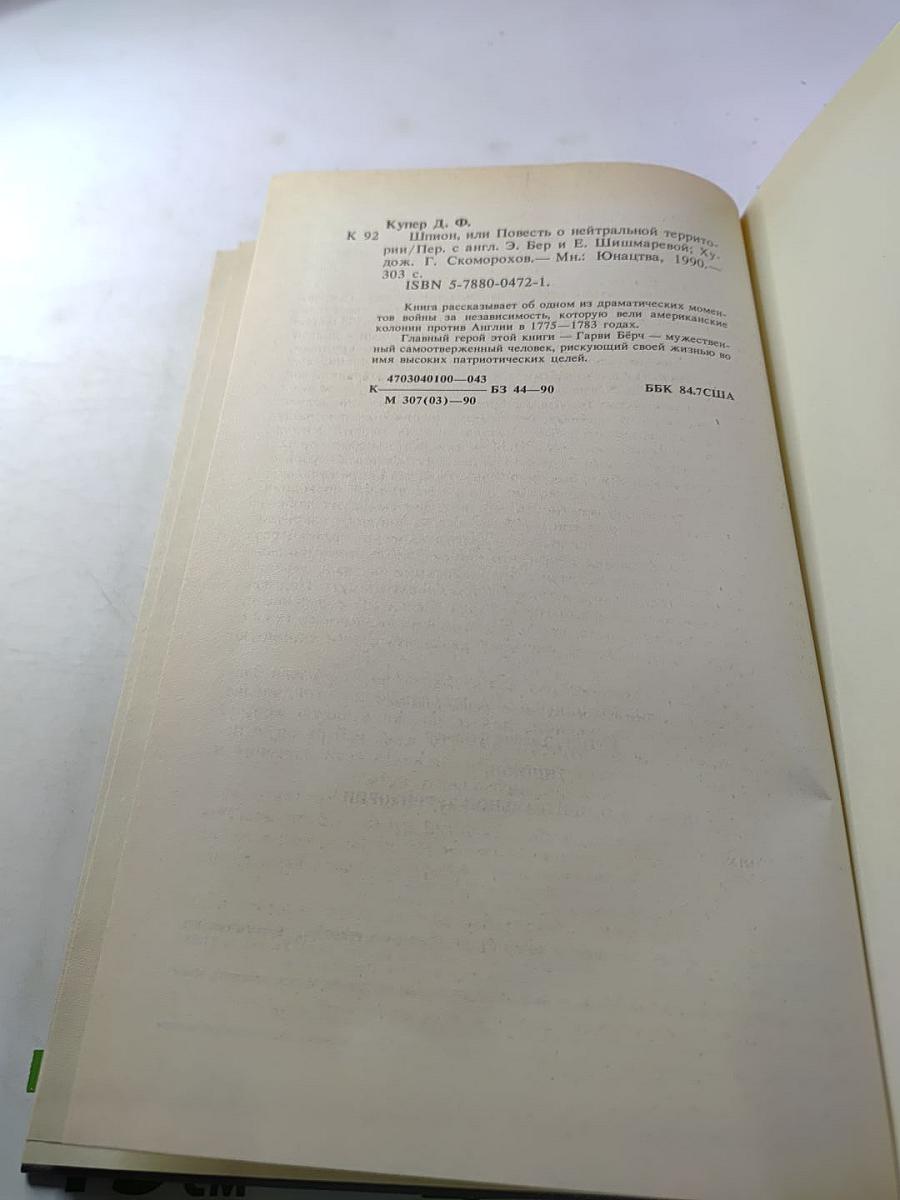 Купер Д. Ф.
К 92 Шпион, или Повесть о нейтральной террито-
рии/Пер. с англ. Э. Бер и Е. Шишмаревой; Ху-
дож. Г. Скоморохов.— Мн.: Юнацтва, 1990.—
303 с.
ISBN 5-7880-0472-1.
Книга рассказывает об одном из драматических момен-
тов войны за независимость, которую вели американские
колонии против Англии в 1775—1783 годах.
Главный герой этой книги — Гарви Бёрч — мужествен-
ный самоотверженный человек, рискующий своей жизнью во
имя высоких патриотических целей.
4703040100—043
К БЗ 44—90 ББК 84.7США
М 307(03)—90
см